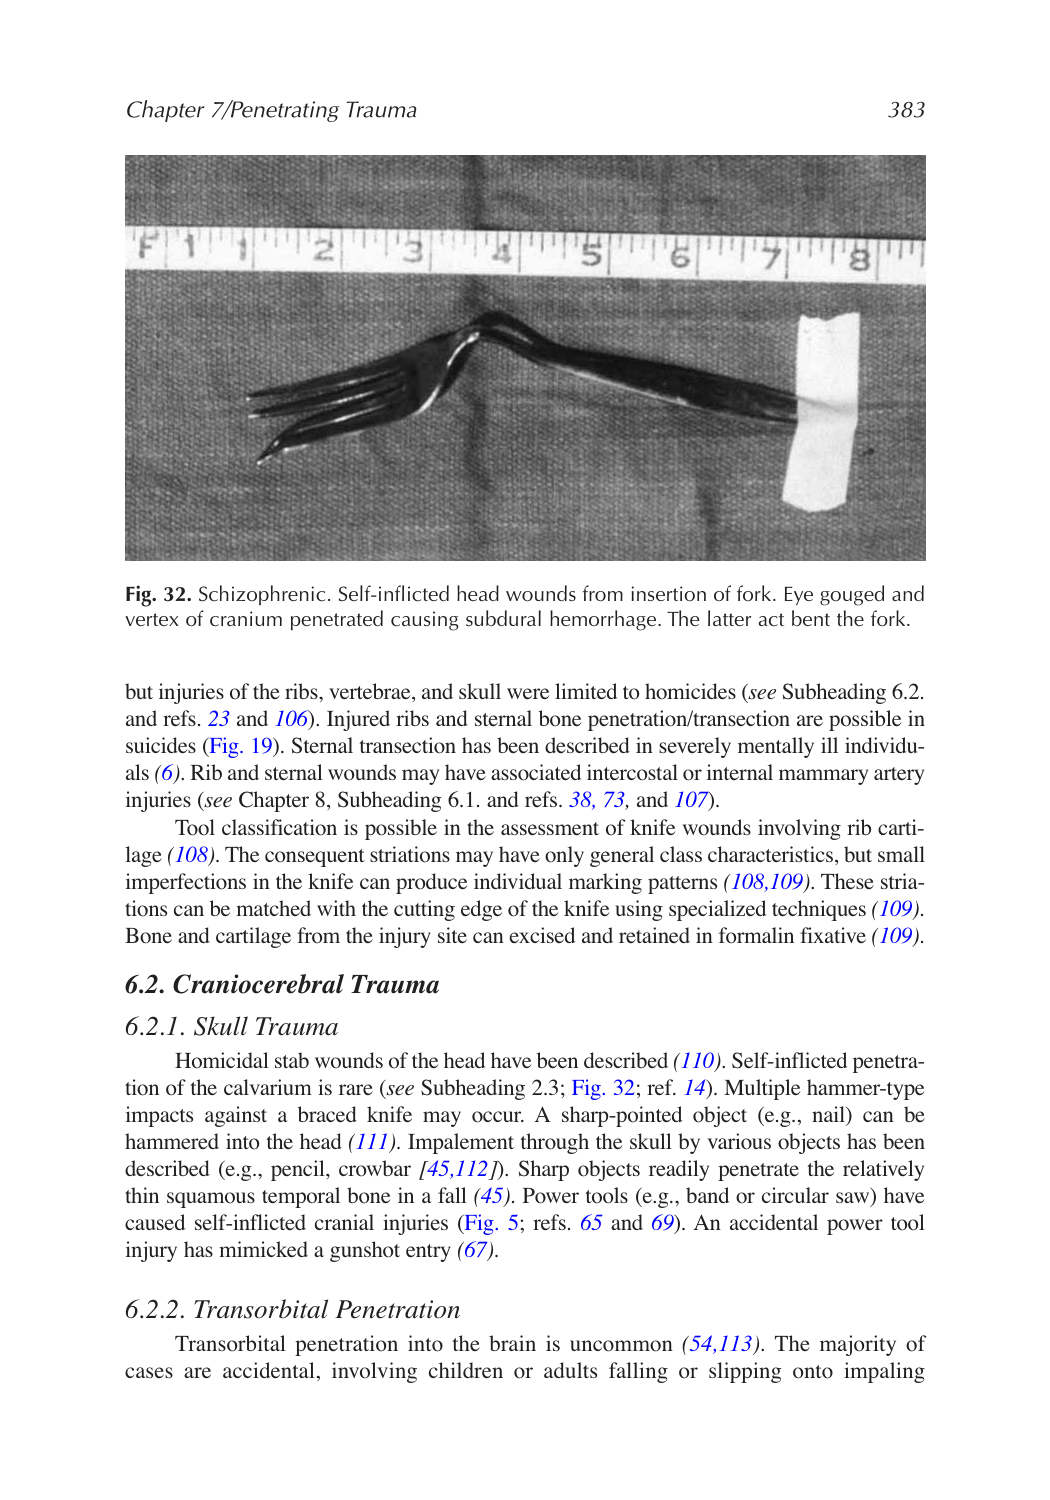 Chapter 7/Penetrating Trauma 383
F 1 1 2 3 4 5 6 7 8
Fig. 32. Schizophrenic. Self-inflicted head wounds from insertion of fork. Eye gouged and
vertex of cranium penetrated causing subdural hemorrhage. The latter act bent the fork.
but injuries of the ribs, vertebrae, and skull were limited to homicides (see Subheading 6.2.
and refs. 23 and 106). Injured ribs and sternal bone penetration/transection are possible in
suicides (Fig. 19). Sternal transection has been described in severely mentally ill individu-
als (6). Rib and sternal wounds may have associated intercostal or internal mammary artery
injuries (see Chapter 8, Subheading 6.1. and refs. 38, 73, and 107).
Tool classification is possible in the assessment of knife wounds involving rib carti-
lage (108). The consequent striations may have only general class characteristics, but small
imperfections in the knife can produce individual marking patterns (108,109). These stria-
tions can be matched with the cutting edge of the knife using specialized techniques (109).
Bone and cartilage from the injury site can excised and retained in formalin fixative (109).
6.2. Craniocerebral Trauma
6.2.1. Skull Trauma
Homicidal stab wounds of the head have been described (110). Self-inflicted penetra-
tion of the calvarium is rare (see Subheading 2.3; Fig. 32; ref. 14). Multiple hammer-type
impacts against a braced knife may occur. A sharp-pointed object (e.g., nail) can be
hammered into the head (111). Impalement through the skull by various objects has been
described (e.g., pencil, crowbar [45,112]). Sharp objects readily penetrate the relatively
thin squamous temporal bone in a fall (45). Power tools (e.g., band or circular saw) have
caused self-inflicted cranial injuries (Fig. 5; refs. 65 and 69). An accidental power tool
injury has mimicked a gunshot entry (67).
6.2.2. Transorbital Penetration
Transorbital penetration into the brain is uncommon (54,113). The majority of
cases are accidental, involving children or adults falling or slipping onto impaling